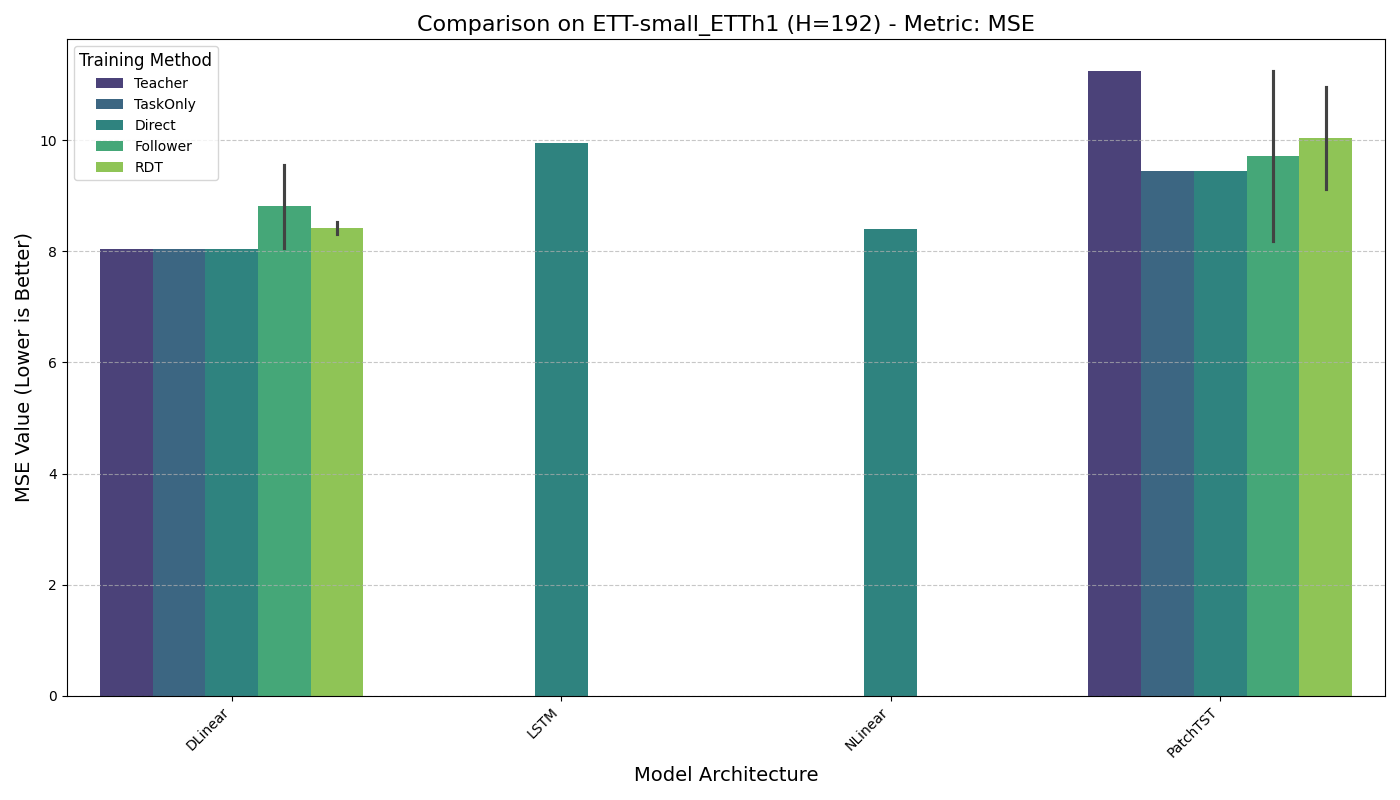 Comparison on ETT-small_ETTh1 (H=192) - Metric: MSE
Training Method
Teacher
TaskOnly
Direct
Follower
RDT
MSE Value (Lower is Better)
10
8
6
4
2
0
DLinear
LSTM
NLinear
PatchTST
Model Architecture